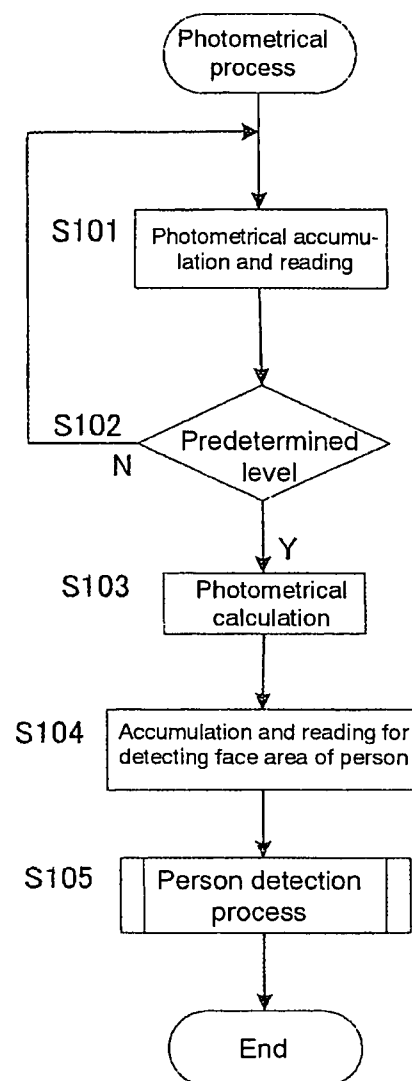 Photometrical
process
S101
Photometrical accumu-
lation and reading
S102
Predetermined
level
N
Y
S103
Photometrical
calculation
S104
Accumulation and reading for
detecting face area of person
S105
Person detection
process
End